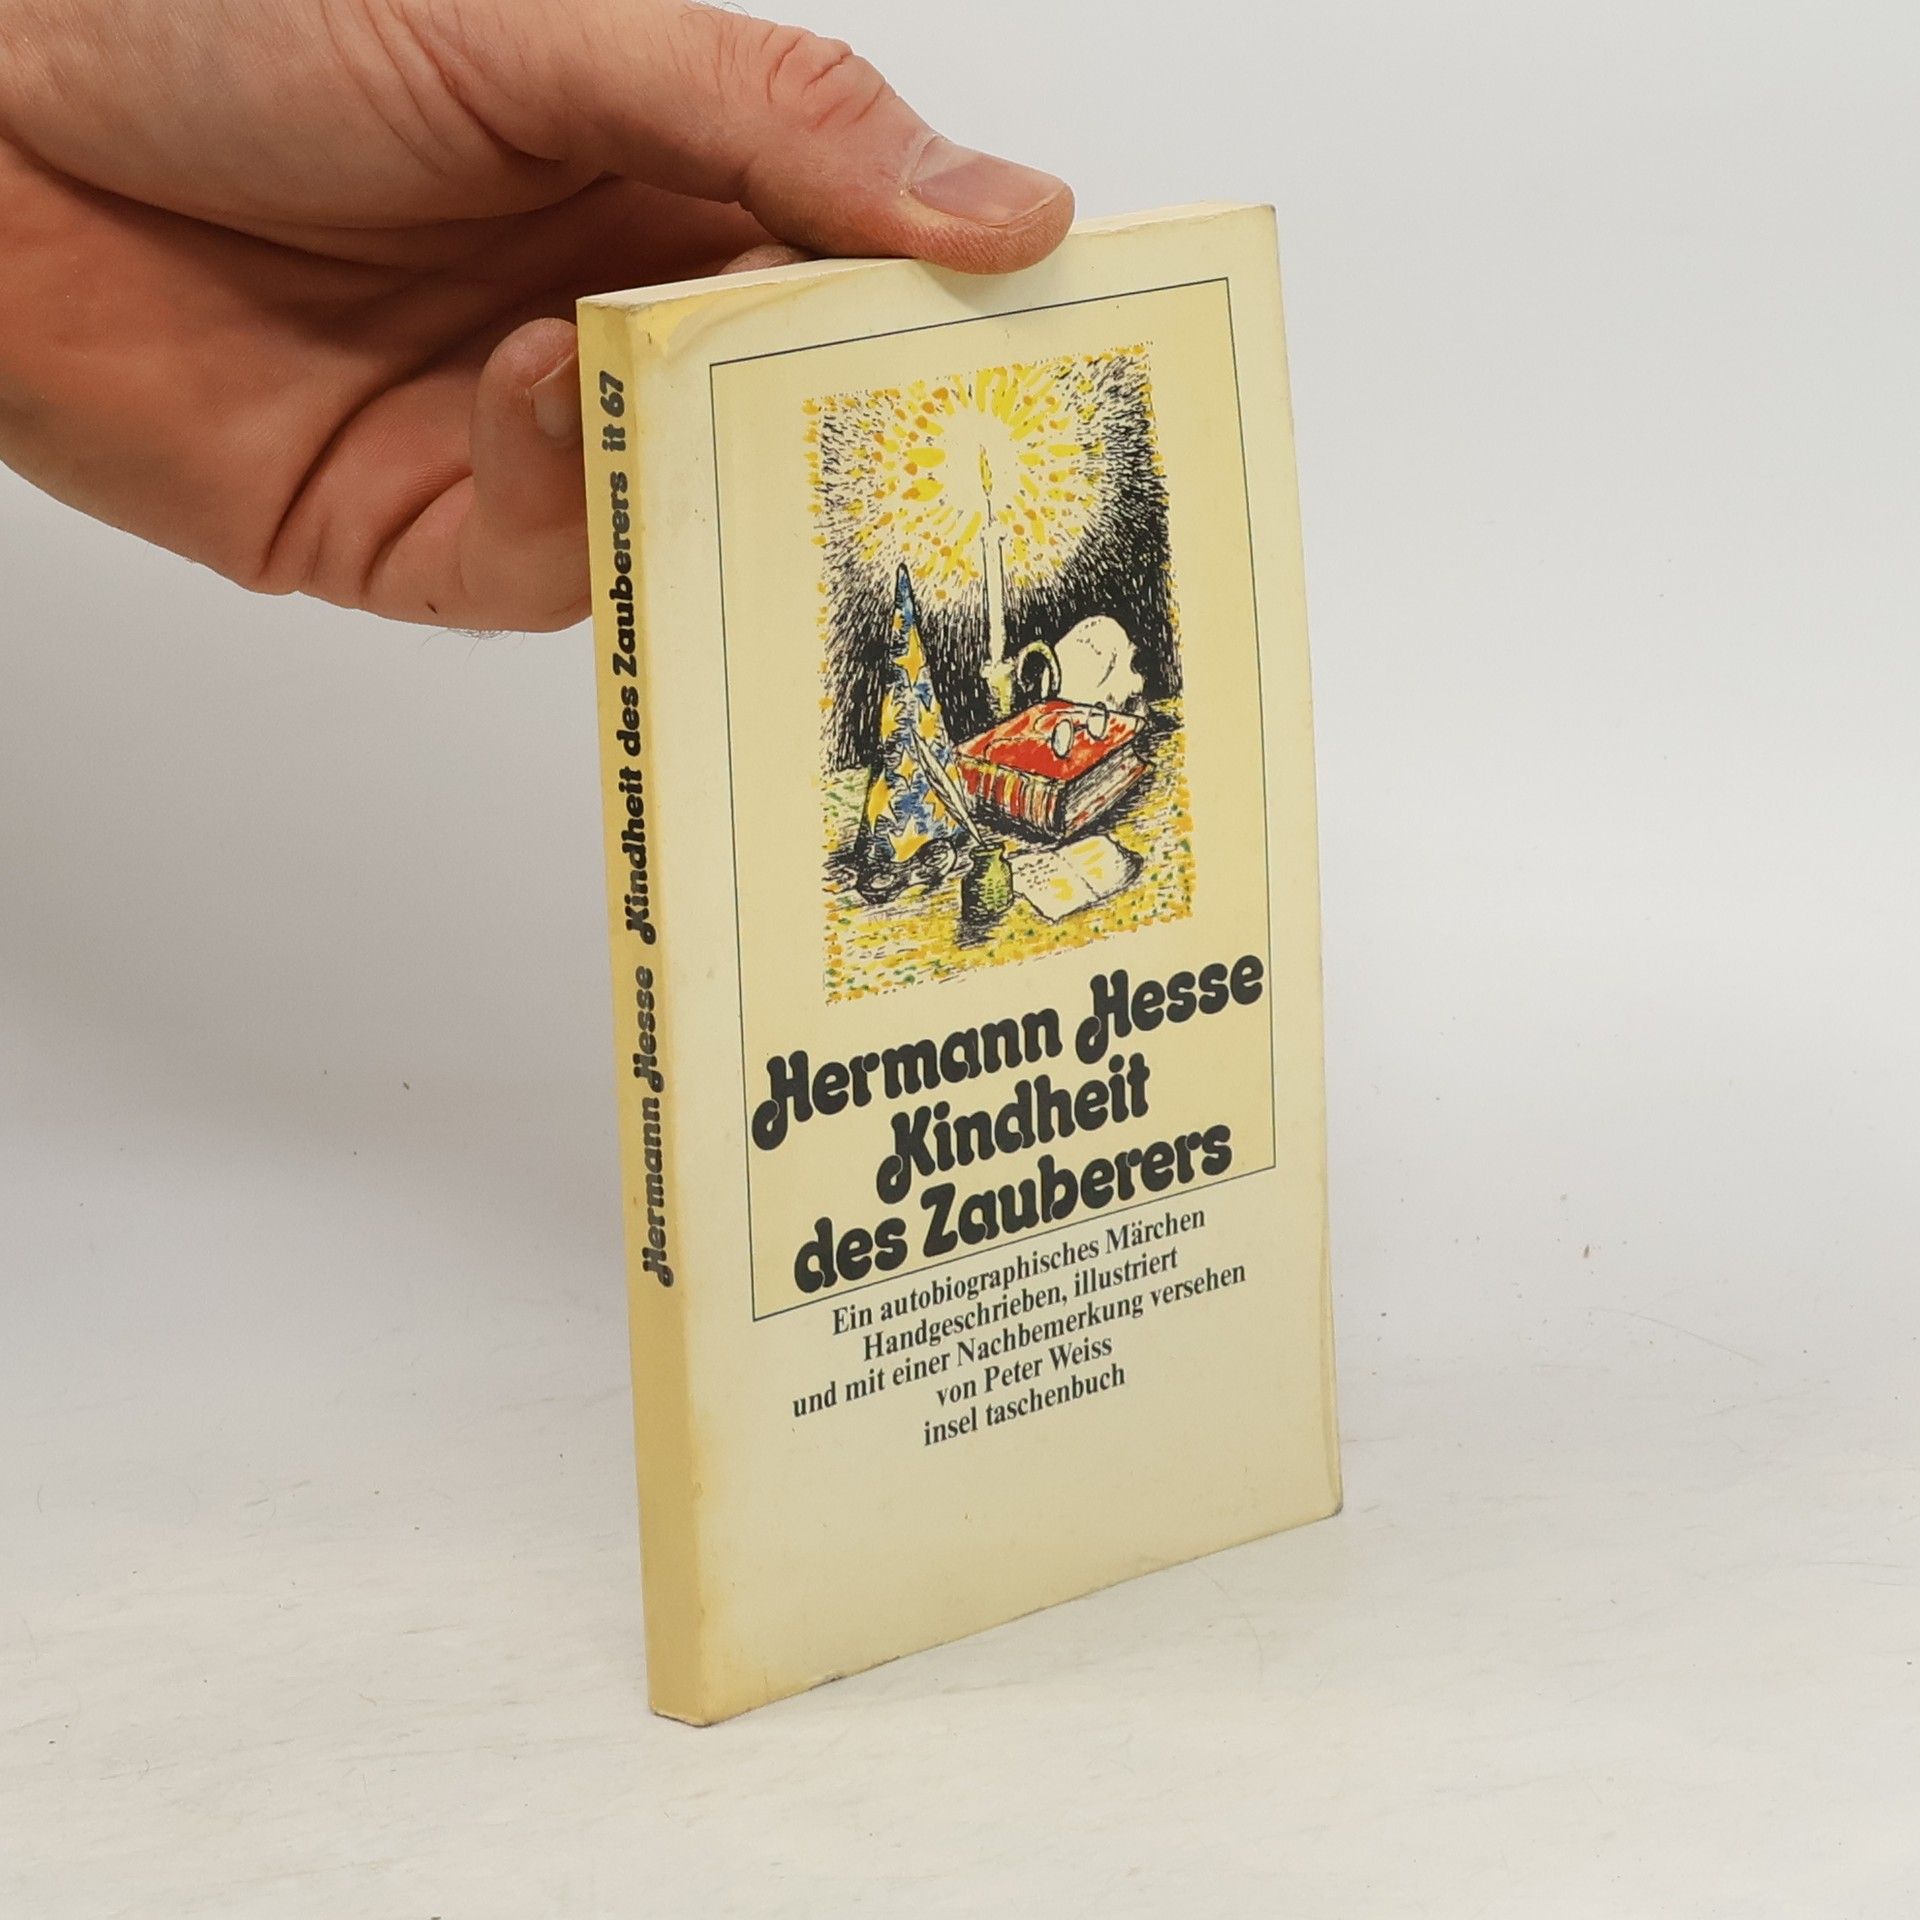 Hermann Hesse Kindheit des Zauberers it 67
Hermann Hesse
Kindheit
des Zauberers
Ein autobiographisches Märchen
Handgeschrieben, illustriert
und mit einer Nachbemerkung versehen
von Peter Weiss
insel taschenbuch